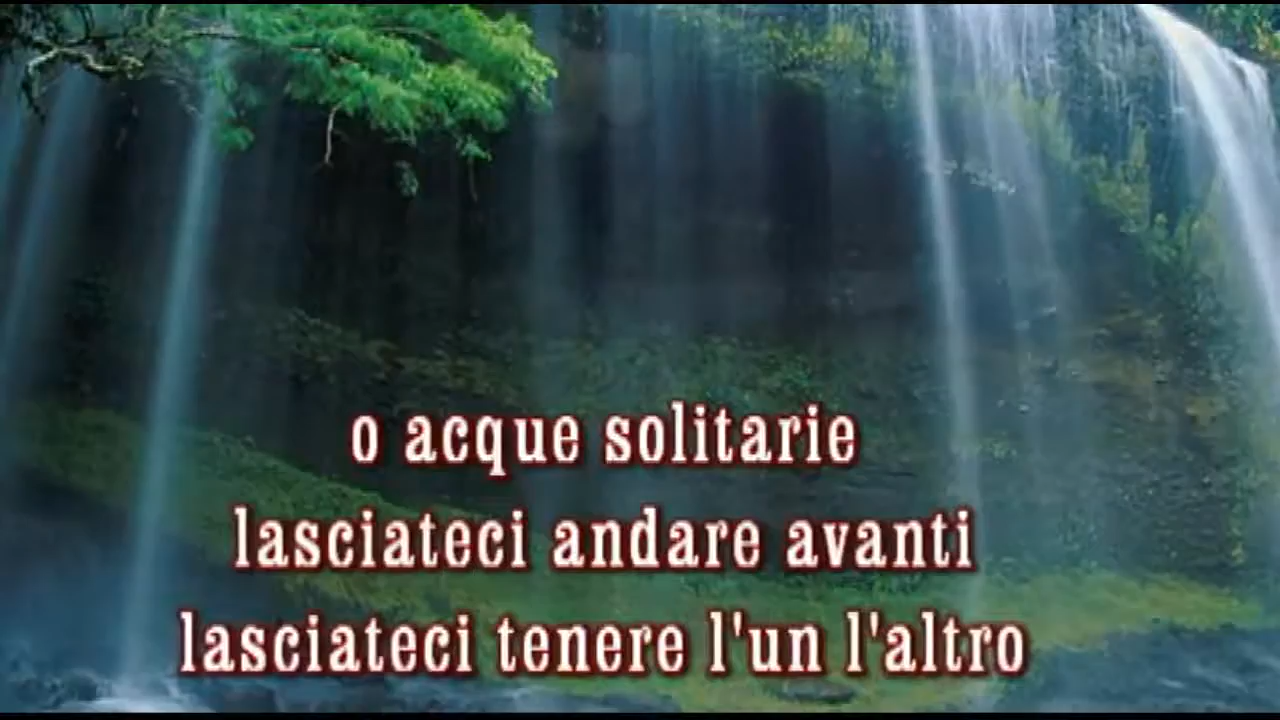 o acque solitarie
lasciateci andare avanti
lasciateci tenere l'un l'altro